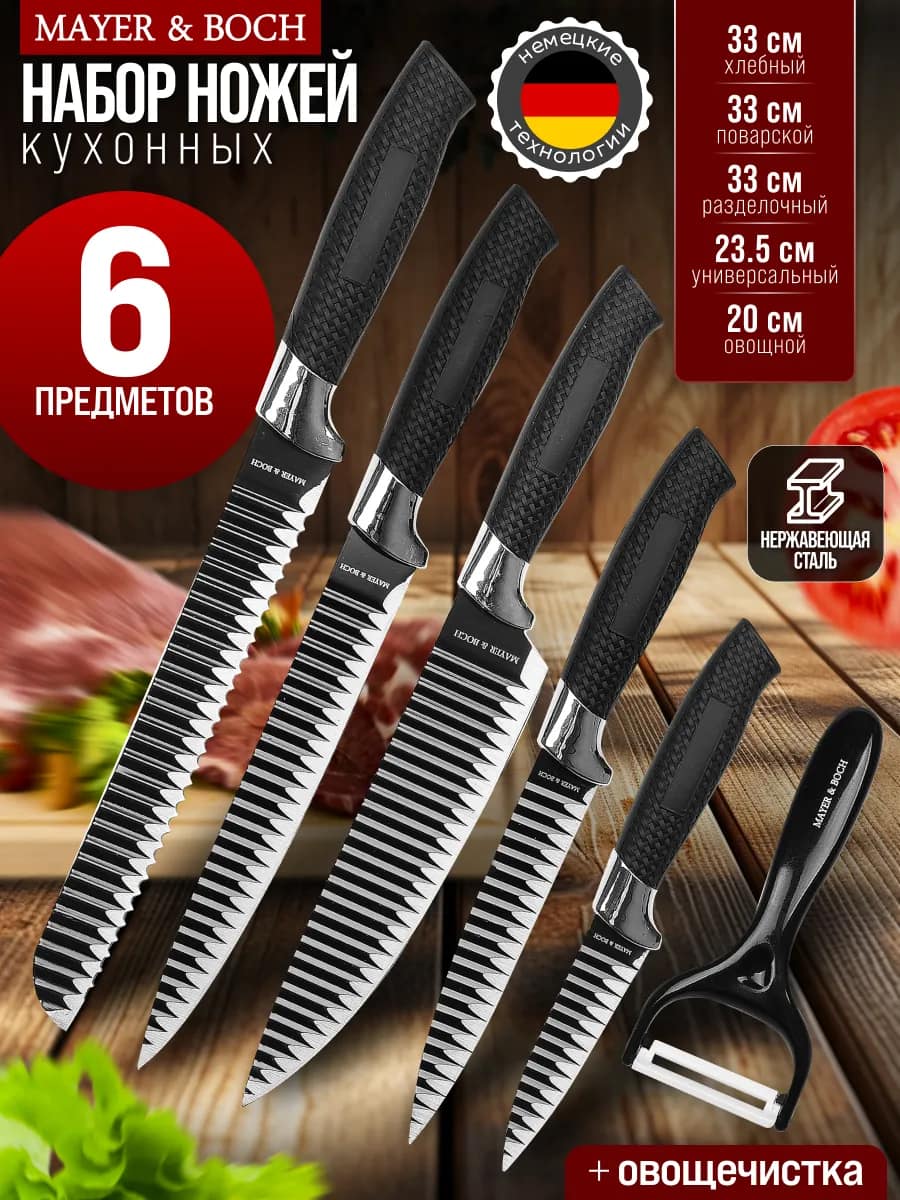 MAYER & BOCH
НАБОР НОЖЕЙ
кухонных
6
ПРЕДМЕТОВ
немецкие
технологии
33 см
хлебный
33 см
поварской
33 см
разделочный
23.5 см
универсальный
20 см
овощной
НЕРЖАВЕЮЩАЯ
СТАЛЬ
MAYER & BOCH
MAYER & BOCH
MAYER & BOCH
MAYER & BOCH
MAYER & BOCH
MAYER & BOCH
+ овощечистка